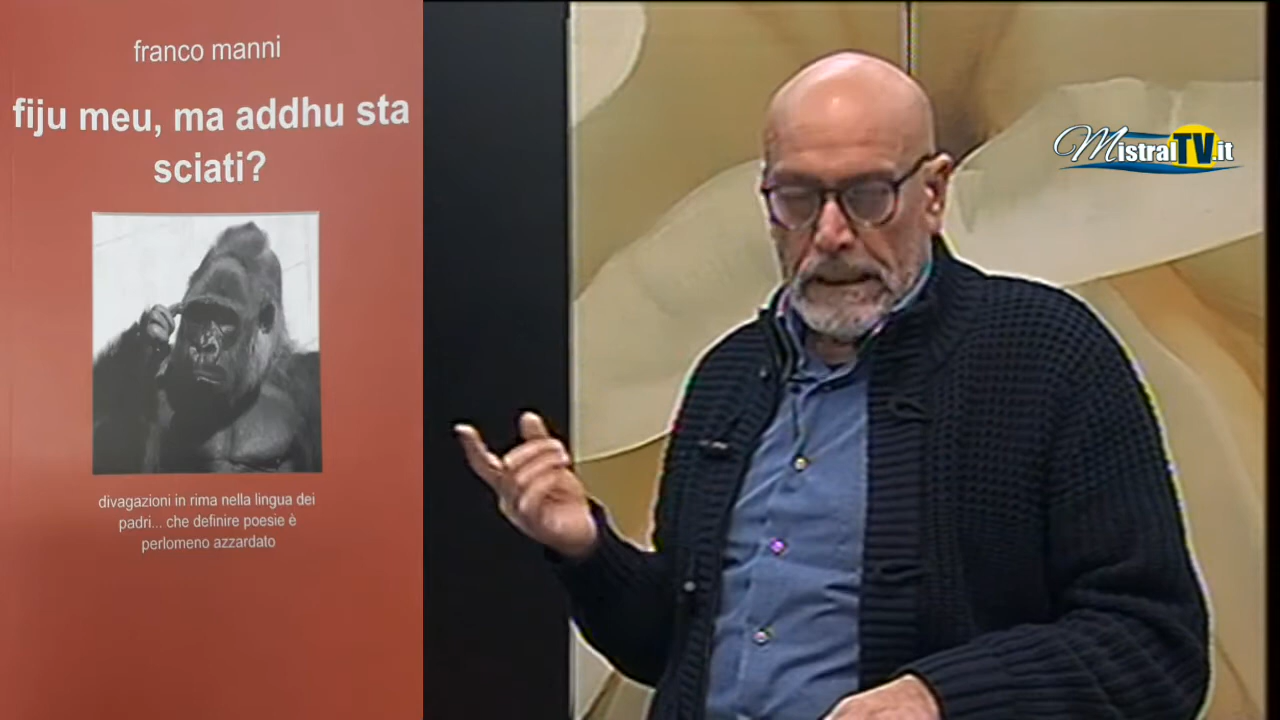 franco manni
fiju meu, ma addhu sta
sciati?
divagazioni in rima nella lingua dei
padri... che definire poesie è
perlomeno azzardato
MistralTV.it